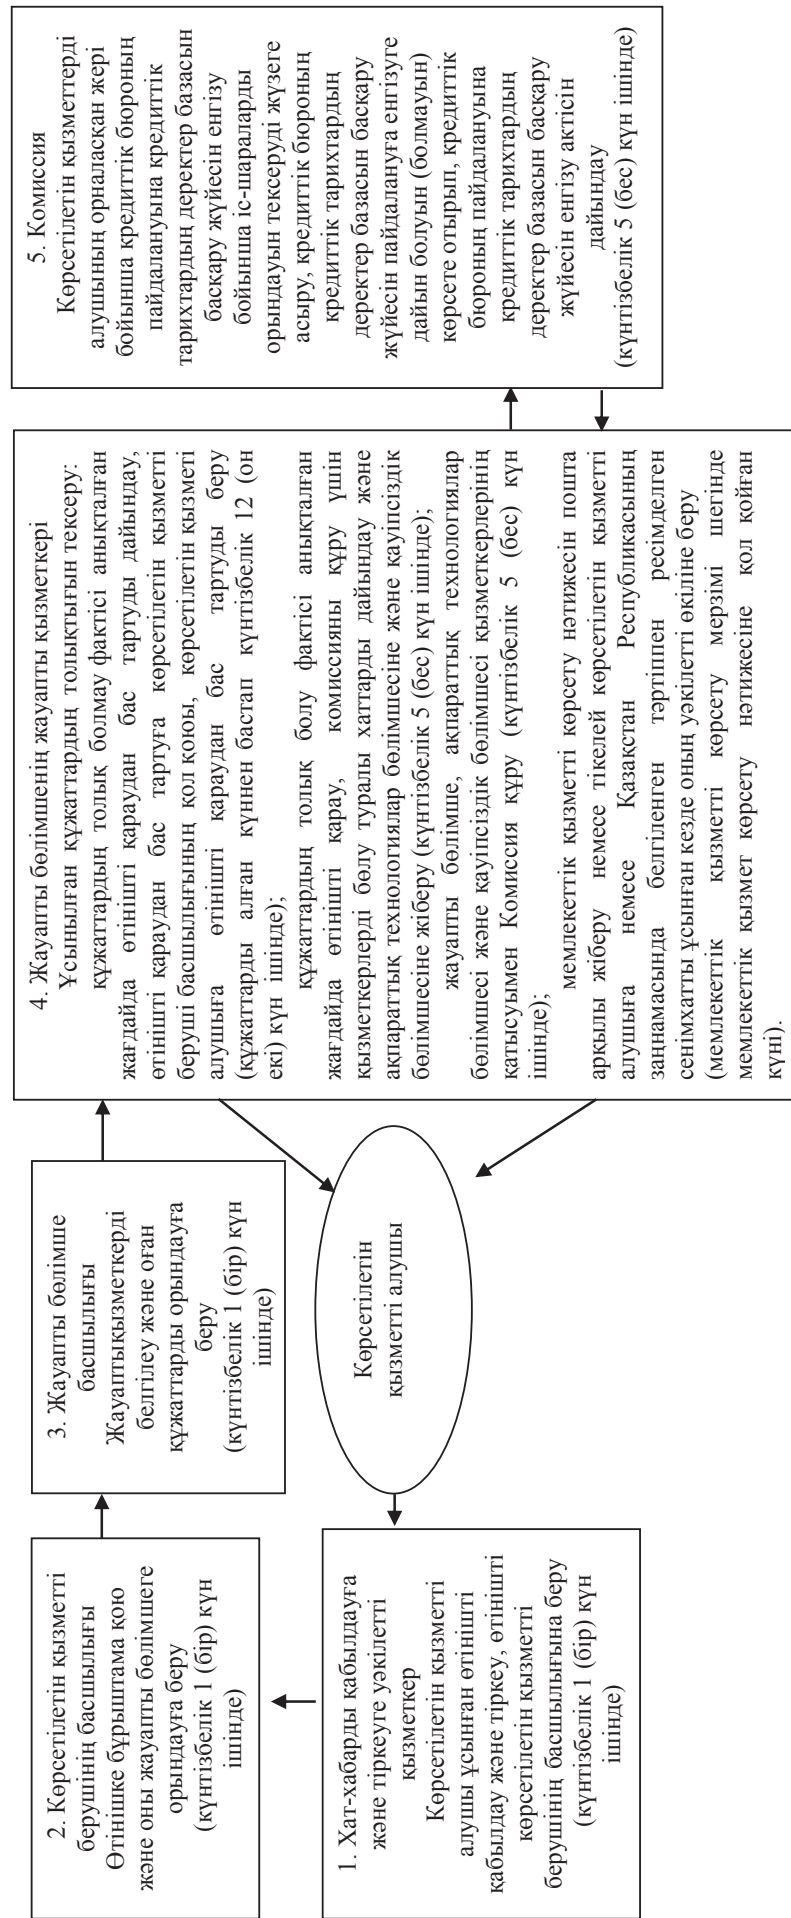 1. Хат-хабарды қабылдауға
және тіркеуге уәкілетті
қызметкер
Көрсетілетін қызметті
алушы ұсынған өтінішті
қабылдау және тіркеу, өтінішті
көрсетілетін қызметті
берушінің басшылығына беру
(күнтізбелік 1 (бір) күн
ішінде)
2. Көрсетілетін қызметті
берушінің басшылығы
Өтінішке бұрыштама қою
және оны жауапты бөлімшеге
орындауға беру
(күнтізбелік 1 (бір) күн
ішінде)
3. Жауапты бөлімше
басшылығы
Жауаптықызметкерді
белгілеу және оған
құжаттарды орындауға
беру
(күнтізбелік 1 (бір) күн
ішінде)
Көрсетілетін
қызметті алушы
4. Жауапты бөлімшенің жауапты қызметкері
Ұсынылған құжаттардың толықтығын тексеру:
құжаттардың толық болмау фактісі анықталған
жағдайда өтінішті қараудан бас тартуды дайындау,
өтінішті қараудан бас тартуға көрсетілетін қызметті
беруші басшылығының қол қоюы, көрсетілетін қызметі
алушыға өтінішті қараудан бас тартуды беру
(құжаттарды алған күннен бастап күнтізбелік 12 (он
екі) күн ішінде);
құжаттардың толық болу фактісі анықталған
жағдайда өтінішті қарау, комиссияны құру үшін
қызметкерлерді бөлу туралы хаттарды дайындау және
ақпараттық технологиялар бөлімшесіне және қауіпсіздік
бөлімшесіне жіберу (күнтізбелік 5 (бес) күн ішінде);
жауапты бөлімше, ақпараттық технологиялар
бөлімшесі және қауіпсіздік бөлімшесі қызметкерлерінің
қатысуымен Комиссия құру (күнтізбелік 5 (бес) күн
ішінде);
мемлекеттік қызметті көрсету нәтижесін пошта
арқылы жіберу немесе тікелей көрсетілетін қызметті
алушыға немесе Қазақстан Республикасының
заңнамасында белгіленген тәртіппен ресімделген
сенімхатты ұсынған кезде оның уәкілетті өкіліне беру
(мемлекеттік қызметті көрсету мерзімі шегінде
мемлекеттік қызмет көрсету нәтижесіне қол қойған
күні).
5. Комиссия
Көрсетілетін қызметтерді
алушының орналасқан жері
бойынша кредиттік бюроның
пайдалануына кредиттік
тарихтардың деректер базасын
басқару жүйесін енгізу
бойынша іс-шараларды
орындауын тексеруді жүзеге
асыру, кредиттік бюроның
кредиттік тарихтардың
деректер базасын басқару
жүйесін пайдалануға енгізуге
дайын болуын (болмауын)
көрсете отырып, кредиттік
бюроның пайдалануына
кредиттік тарихтардың
деректер базасын басқару
жүйесін енгізу актісін
дайындау
(күнтізбелік 5 (бес) күн ішінде)